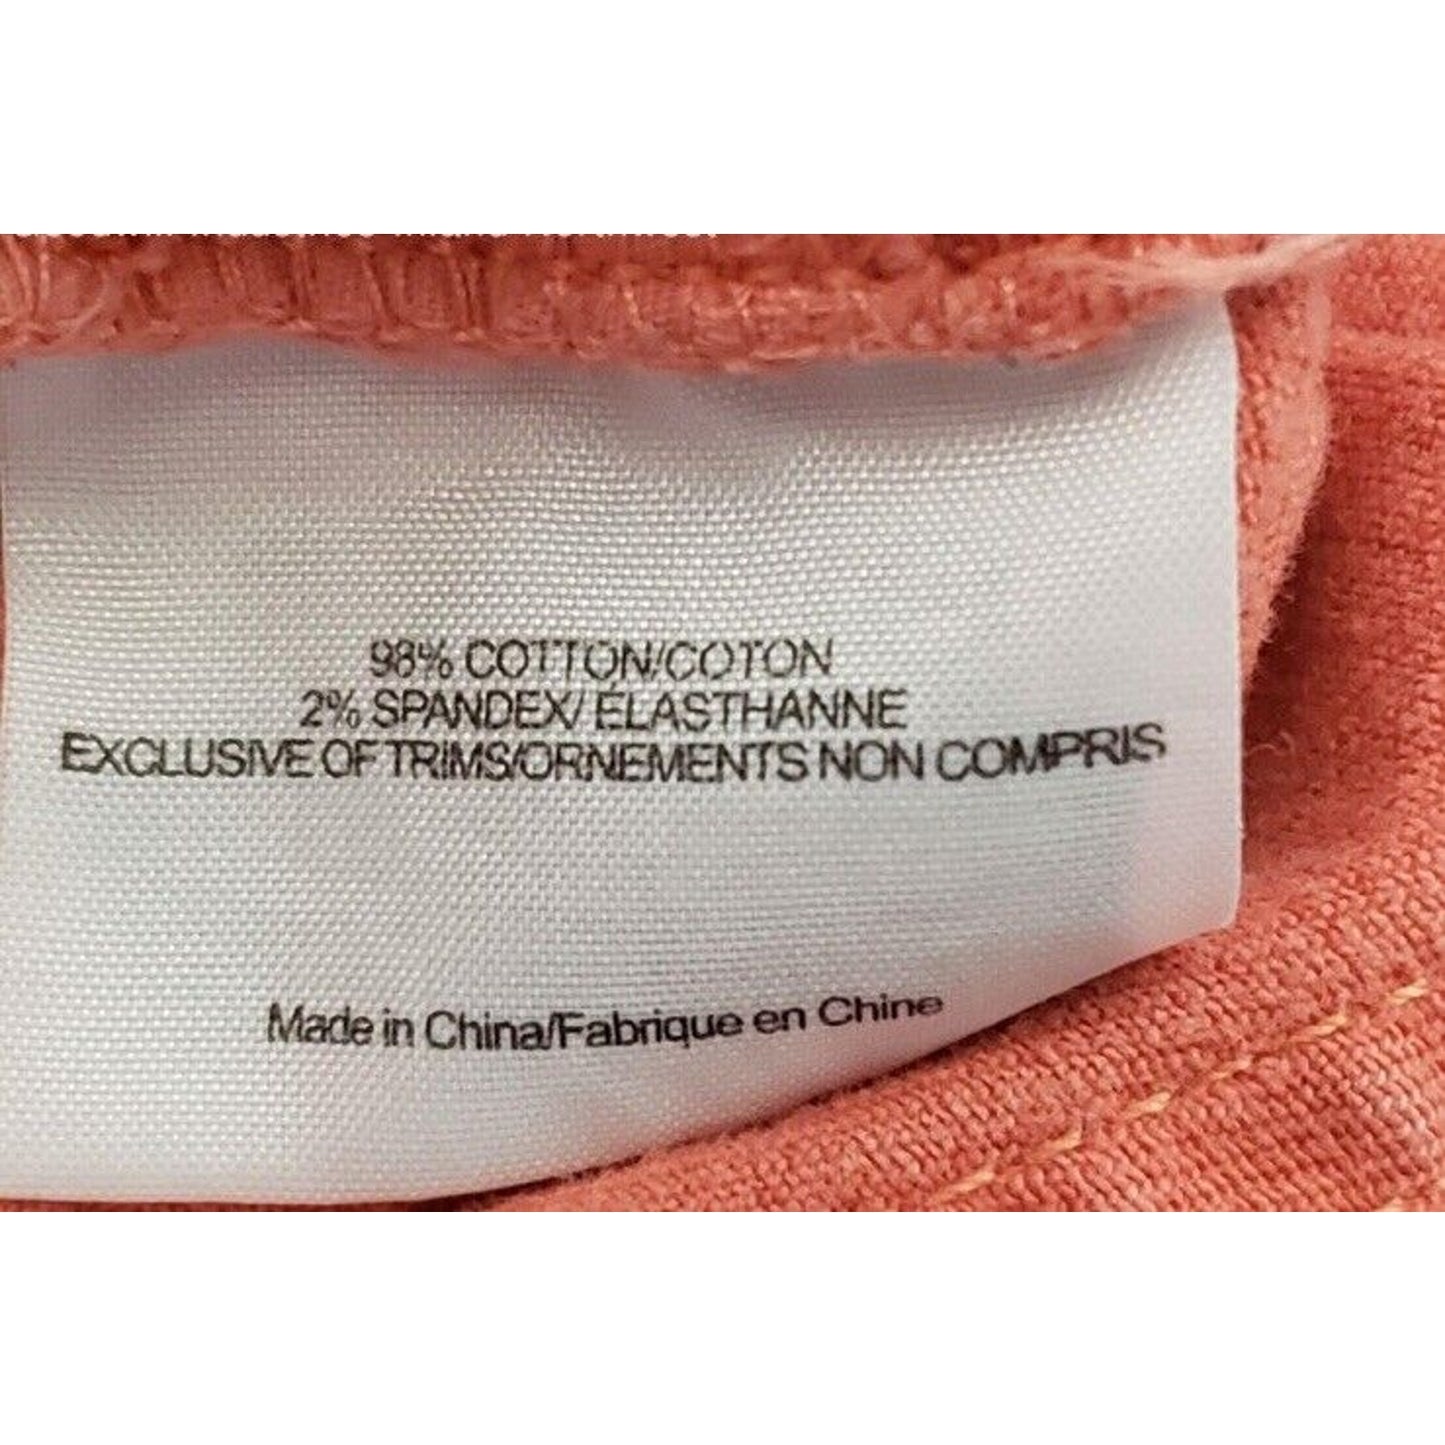 98% COTTON/COTON
2% SPANDEX/ ÉLASTHANNE
EXCLUSIVE OF TRIMS/ORNEMENTS NON COMPRIS
Made in China/Fabrique en Chine